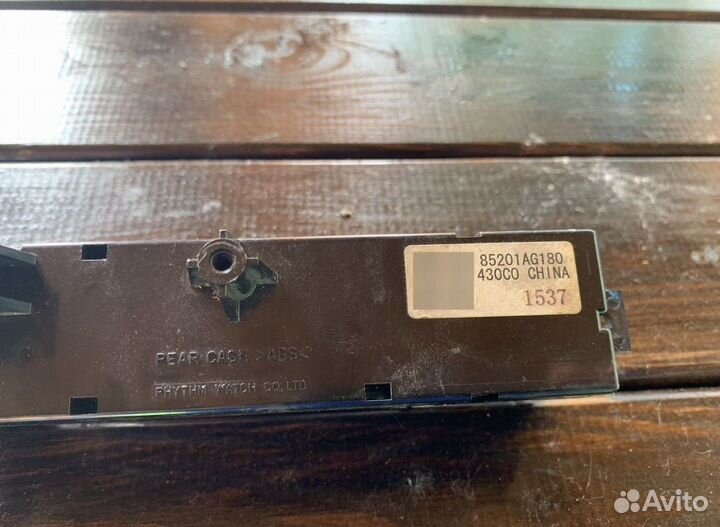 85201AG180
430C0 CHINA
1537
REAR CASE >ABS<
RHYTHM WATCH CO.,LTD
Avito